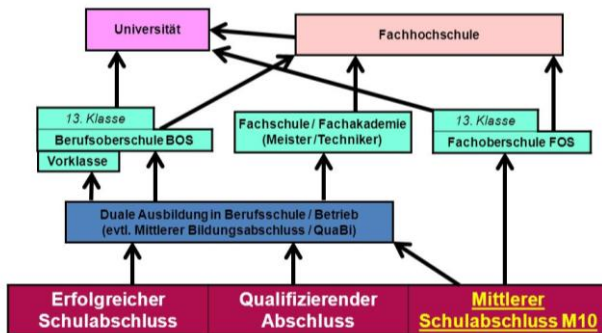 Universität
Fachhochschule
13. Klasse
Berufsoberschule BOS
Vorklasse
Fachschule / Fachakademie
(Meister /Techniker)
13. Klasse
Fachoberschule FOS
Duale Ausbildung in Berufsschule / Betrieb
(evtl. Mittlerer Bildungsabschluss / QuaBi)
Erfolgreicher
Schulabschluss
Qualifizierender
Abschluss
Mittlerer
Schulabschluss M10